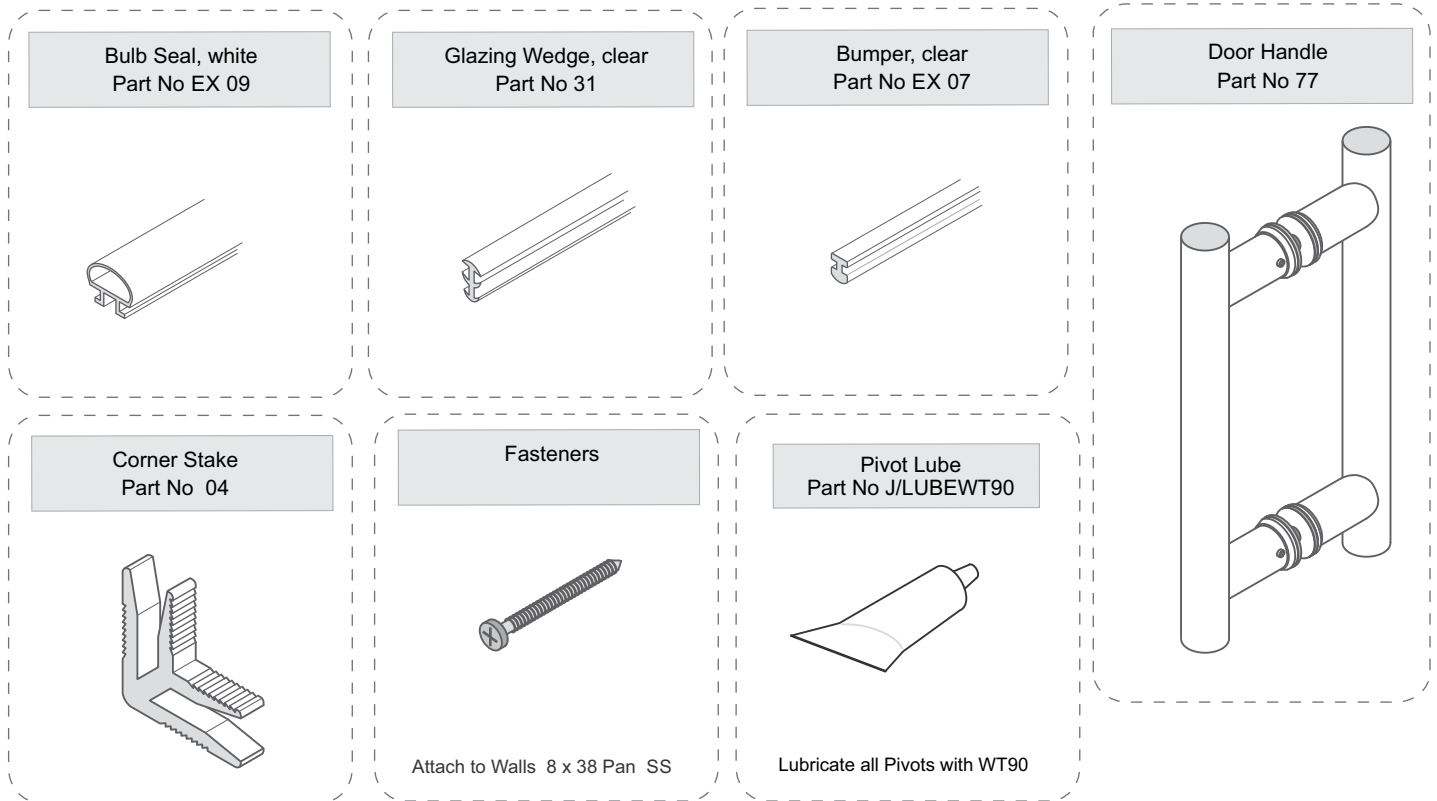 Bulb Seal, white
Part No EX 09
Glazing Wedge, clear
Part No 31
Bumper, clear
Part No EX 07
Door Handle
Part No 77
Corner Stake
Part No 04
Fasteners
Attach to Walls 8 x 38 Pan SS
Pivot Lube
Part No J/LUBEWT90
Lubricate all Pivots with WT90